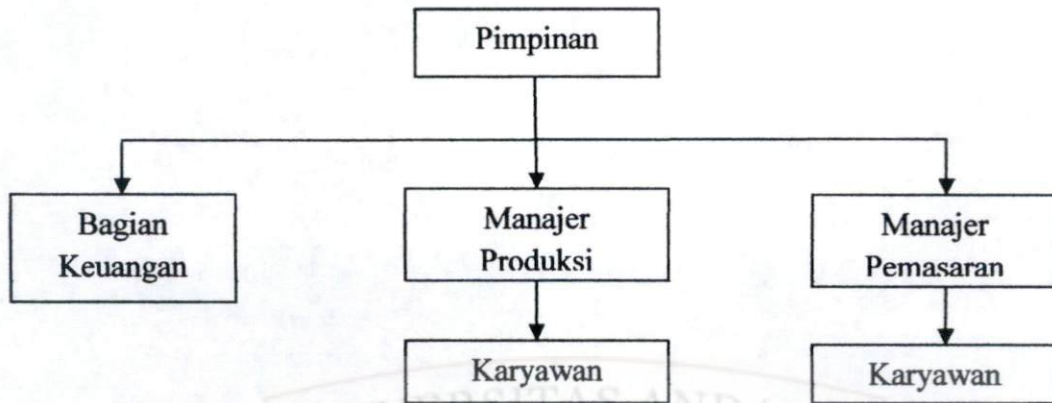 Pimpinan
Bagian
Keuangan
Manajer
Produksi
Manajer
Pemasaran
Karyawan
Karyawan